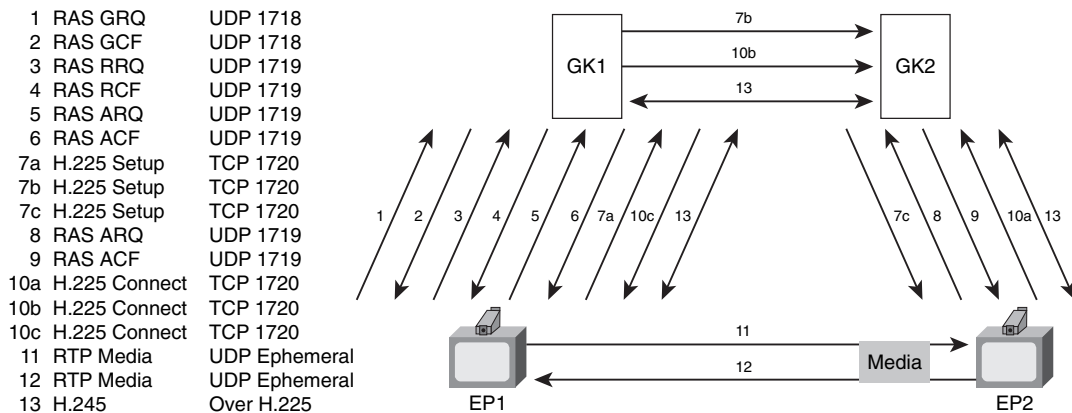 1 RAS GRQ UDP 1718
2 RAS GCF UDP 1718
3 RAS RRQ UDP 1719
4 RAS RCF UDP 1719
5 RAS ARQ UDP 1719
6 RAS ACF UDP 1719
7a H.225 Setup TCP 1720
7b H.225 Setup TCP 1720
7c H.225 Setup TCP 1720
8 RAS ARQ UDP 1719
9 RAS ACF UDP 1719
10a H.225 Connect TCP 1720
10b H.225 Connect TCP 1720
10c H.225 Connect TCP 1720
11 RTP Media UDP Ephemeral
12 RTP Media UDP Ephemeral
13 H.245 Over H.225
7b
GK1
10b
GK2
13
1
2
3
4
5
6
7a
10c
13
7c
8
9
10a
13
11
Media
12
EP1
EP2